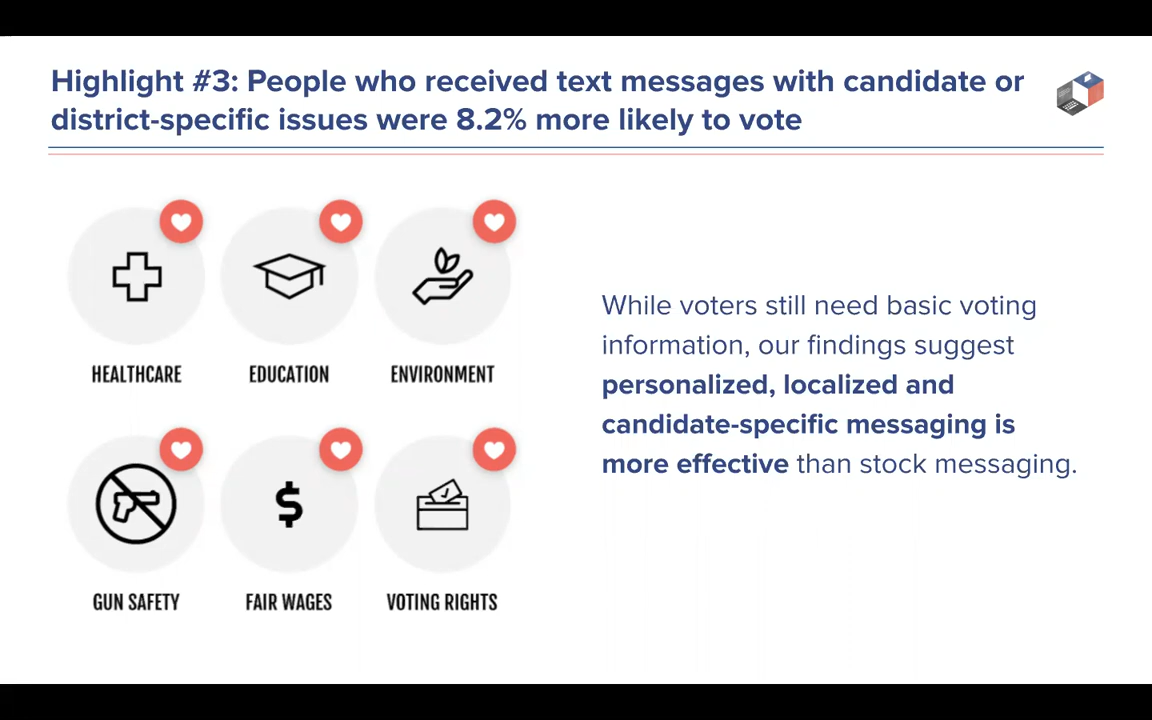 Highlight #3: People who received text messages with candidate or
district-specific issues were 8.2% more likely to vote
HEALTHCARE
EDUCATION
ENVIRONMENT
GUN SAFETY
FAIR WAGES
VOTING RIGHTS
While voters still need basic voting
information, our findings suggest
personalized, localized and
candidate-specific messaging is
more effective than stock messaging.